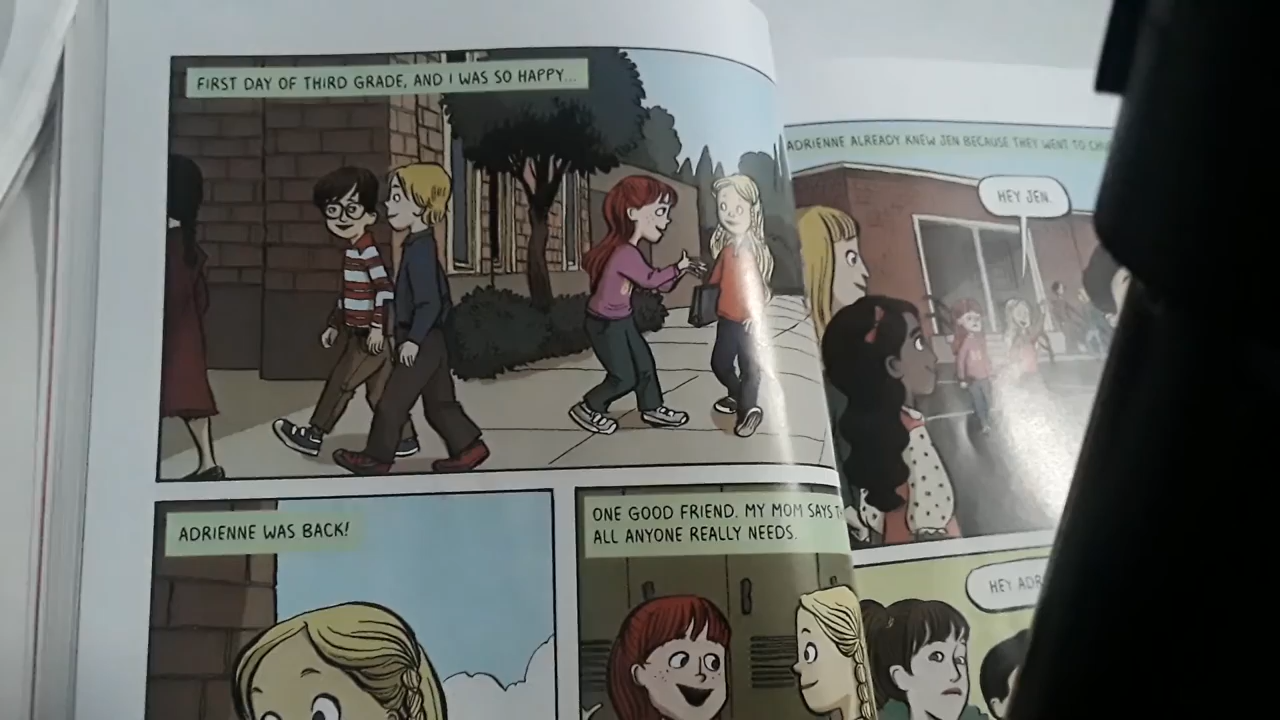 FIRST DAY OF THIRD GRADE, AND I WAS SO HAPPY...
ADRIENNE WAS BACK!
ONE GOOD FRIEND. MY MOM SAYS
ALL ANYONE REALLY NEEDS.
ADRIENNE ALREADY KNEW JEN BECAUSE THEY WENT TO
HEY JEN.
HEY